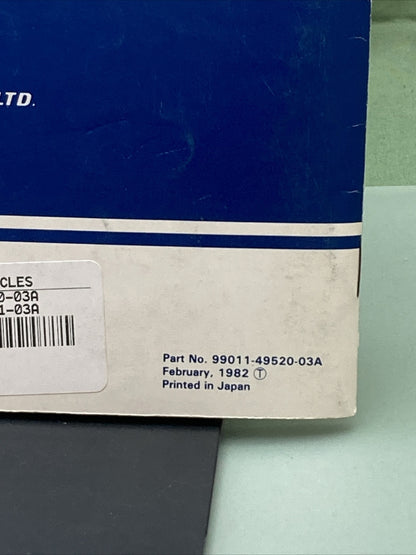 LTD.
CLES
0-03A
1-03A
Part No. 99011-49520-03A
February, 1982 Ⓣ
Printed in Japan